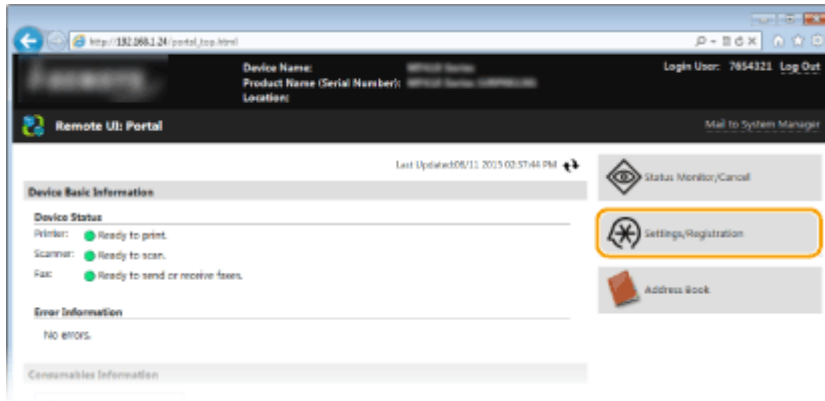 http://192.168.1.24/portal_top.html
Device Name:
Product Name (Serial Number):
Location:
Login User: 7654321 Log Out
Remote UI: Portal
Mail to System Manager
Last Updated:08/11 2015 02:57:44 PM
Device Basic Information
Device Status
Printer: Ready to print.
Scanner: Ready to scan.
Fax: Ready to send or receive faxes.
Error Information
No errors.
Consumables Information
Status Monitor/Cancel
Settings/Registration
Address Book